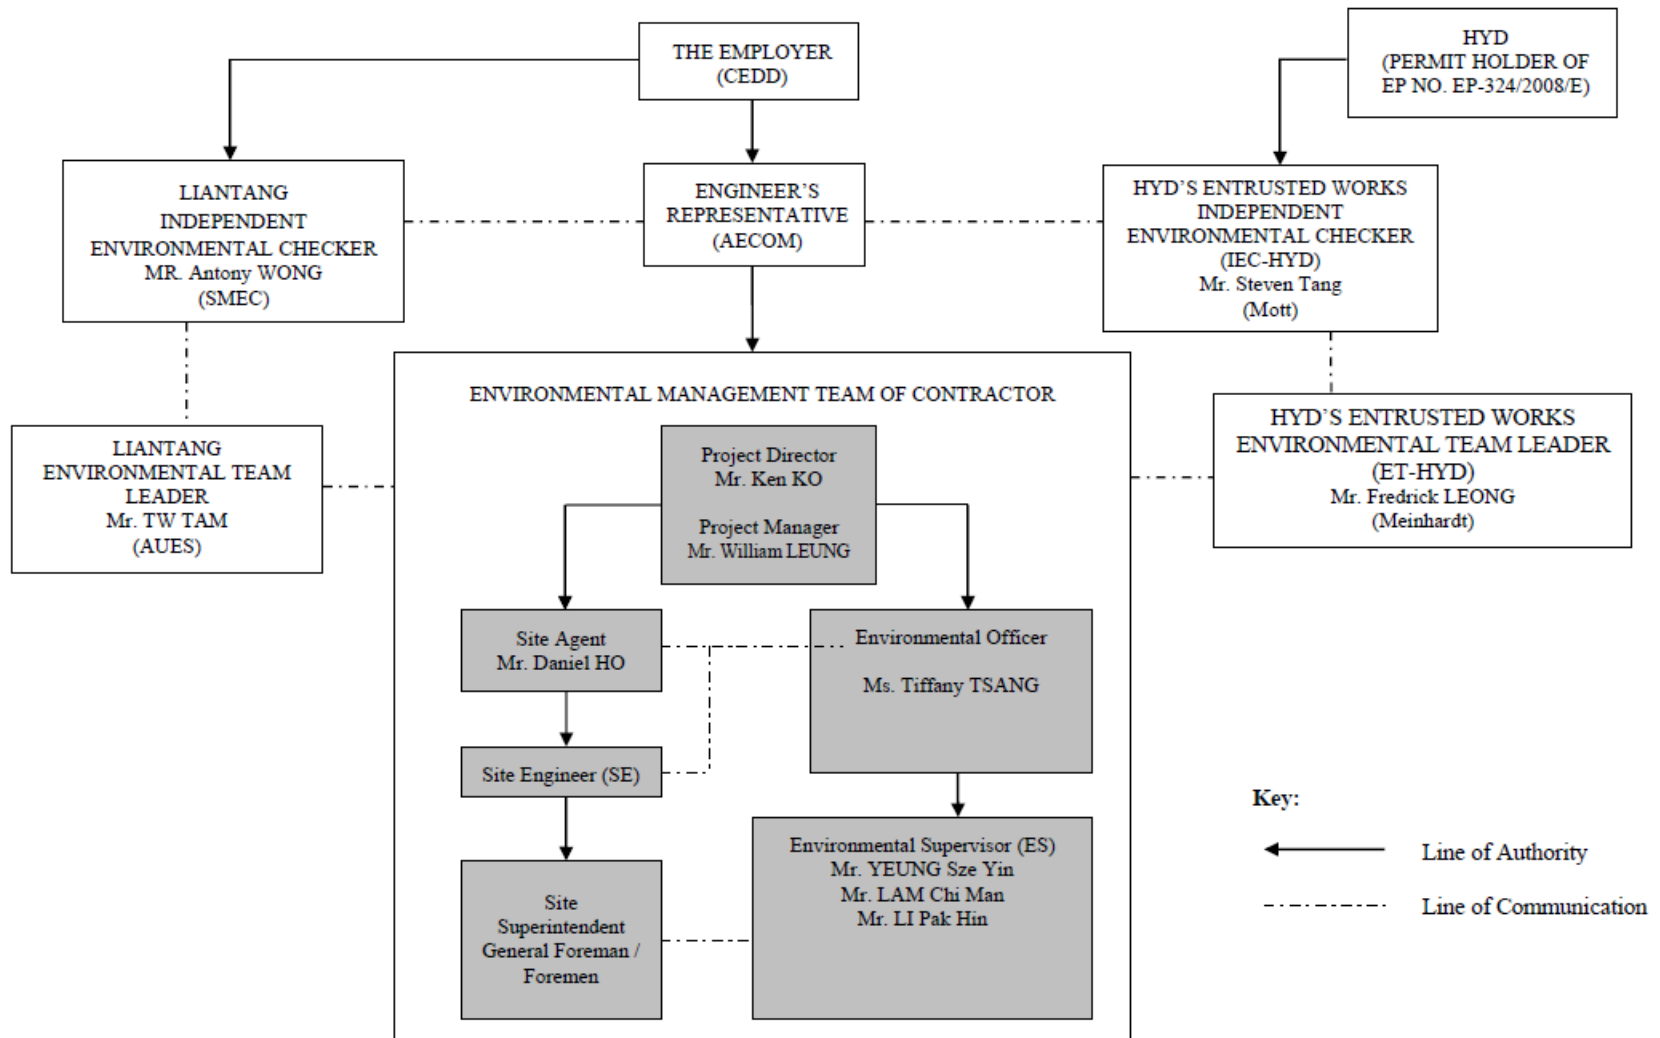 THE EMPLOYER
(CEDD)
HYD
(PERMIT HOLDER OF
EP NO. EP-324/2008/E)
LIANTANG
INDEPENDENT
ENVIRONMENTAL CHECKER
MR. Antony WONG
(SMEC)
ENGINEER'S
REPRESENTATIVE
(AECOM)
HYD'S ENTRUSTED WORKS
INDEPENDENT
ENVIRONMENTAL CHECKER
(IEC-HYD)
Mr. Steven Tang
(Mott)
LIANTANG
ENVIRONMENTAL TEAM
LEADER
Mr. TW TAM
(AUES)
ENVIRONMENTAL MANAGEMENT TEAM OF CONTRACTOR
HYD'S ENTRUSTED WORKS
ENVIRONMENTAL TEAM LEADER
(ET-HYD)
Mr. Fredrick LEONG
(Meinhardt)
Project Director
Mr. Ken KO
Project Manager
Mr. William LEUNG
Site Agent
Mr. Daniel HO
Environmental Officer
Ms. Tiffany TSANG
Site Engineer (SE)
Environmental Supervisor (ES)
Mr. YEUNG Sze Yin
Mr. LAM Chi Man
Mr. LI Pak Hin
Site
Superintendent
General Foreman /
Foremen
Key:
Line of Authority
Line of Communication